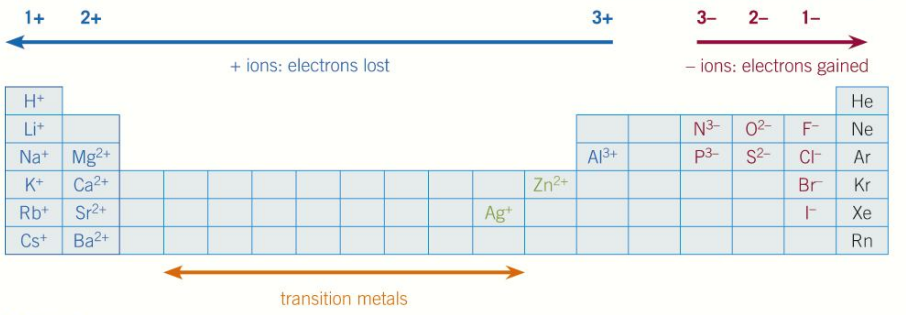 1+ 2+ 3+ 3– 2– 1–
+ ions: electrons lost – ions: electrons gained
H⁺ He
Li⁺ N³⁻ O²⁻ F⁻ Ne
Na⁺ Mg²⁺ Al³⁺ P³⁻ S²⁻ Cl⁻ Ar
K⁺ Ca²⁺ Zn²⁺ Br⁻ Kr
Rb⁺ Sr²⁺ Ag⁺ I⁻ Xe
Cs⁺ Ba²⁺ Rn
transition metals